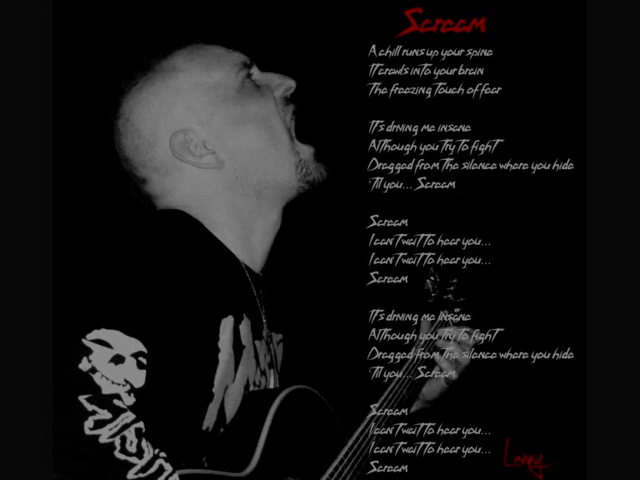 Scream
A chill runs up your spine
It crawls into your brain
The freezing touch of fear
It's driving me insane
Although you try to fight
Dragged from the silence where you hide
'Til you... Scream
Scream
I can't wait to hear you...
I can't wait to hear you...
Scream
It's driving me insane
Although you try to fight
Dragged from the silence where you hide
'Til you... Scream
Scream
I can't wait to hear you...
I can't wait to hear you...
Scream